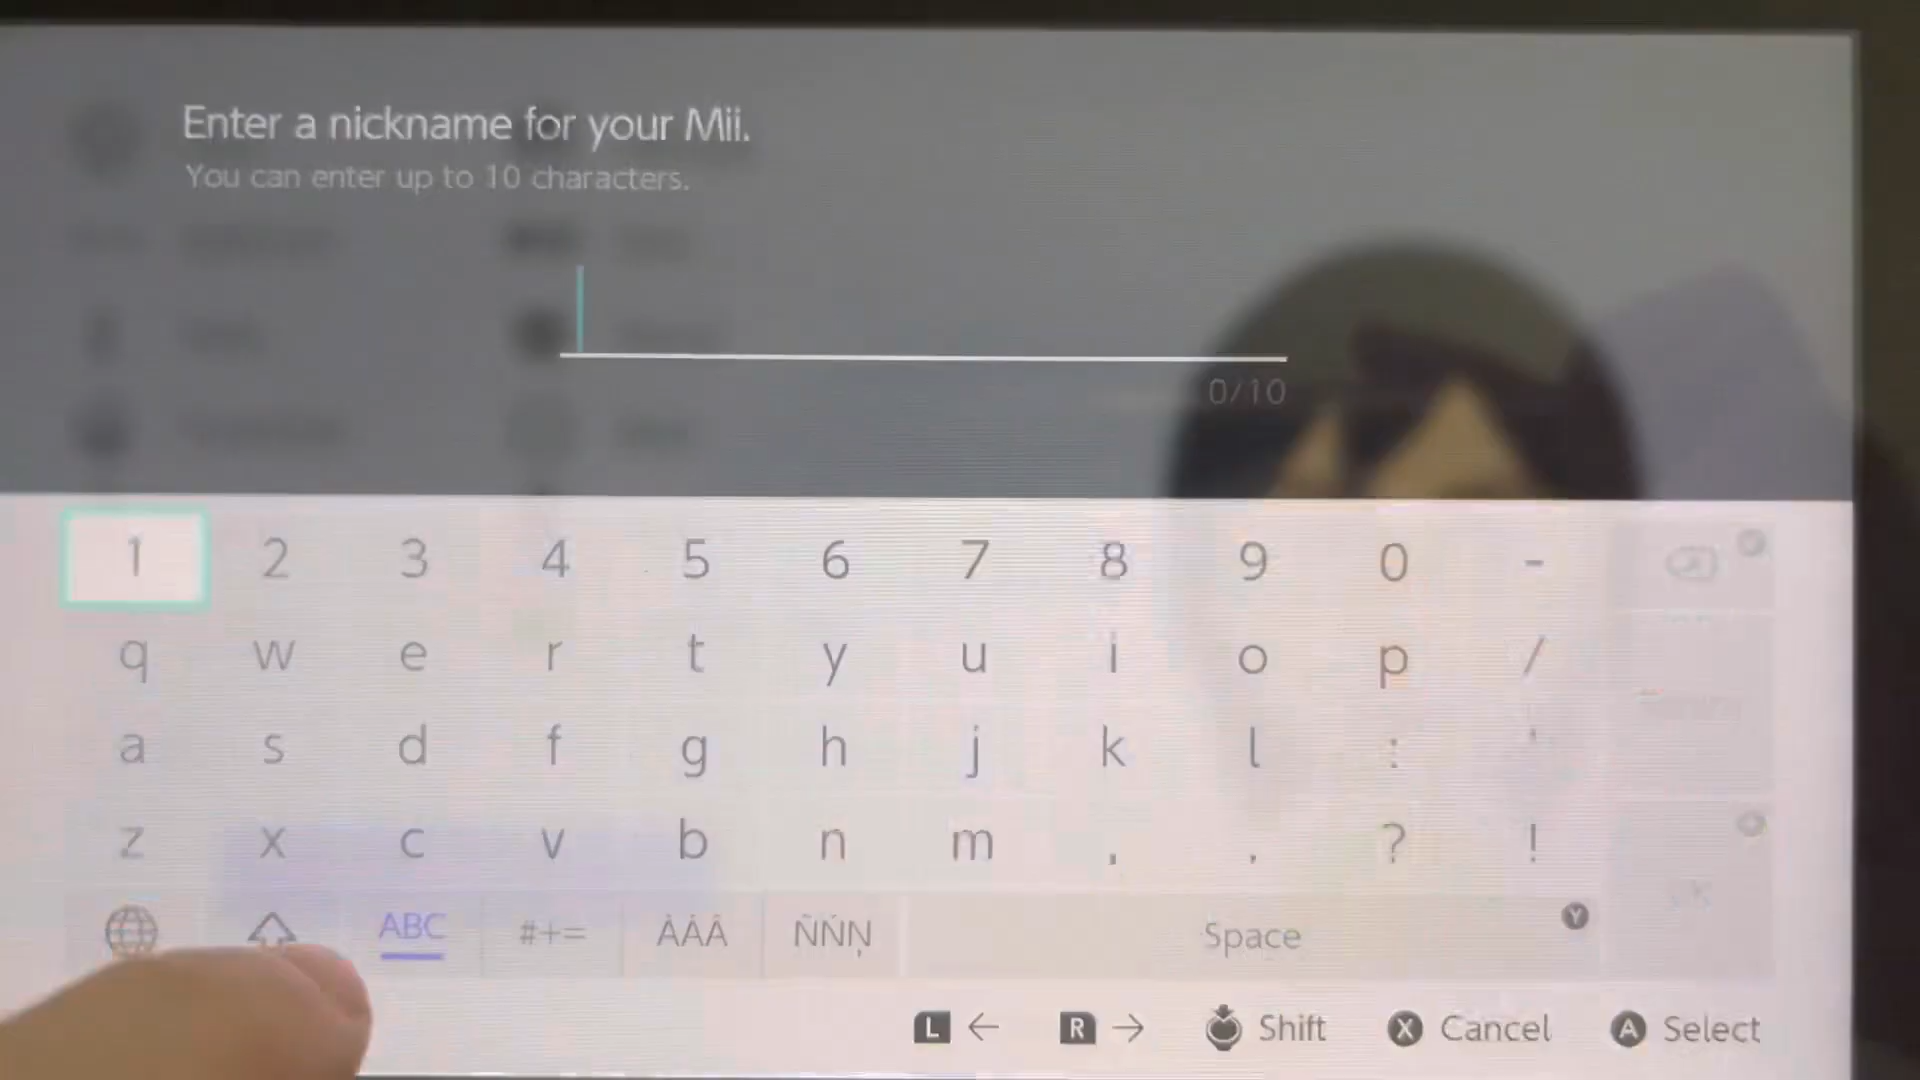 Enter a nickname for your Mii.
You can enter up to 10 characters.
0/10
1 2 3 4 5 6 7 8 9 0 -
q w e r t y u i o p /
a s d f g h j k l : '
z x c v b n m , . ? !
ABC #+= ÀÁÂ ÑŃŅ Space Y
L ← R → Shift X Cancel A Select